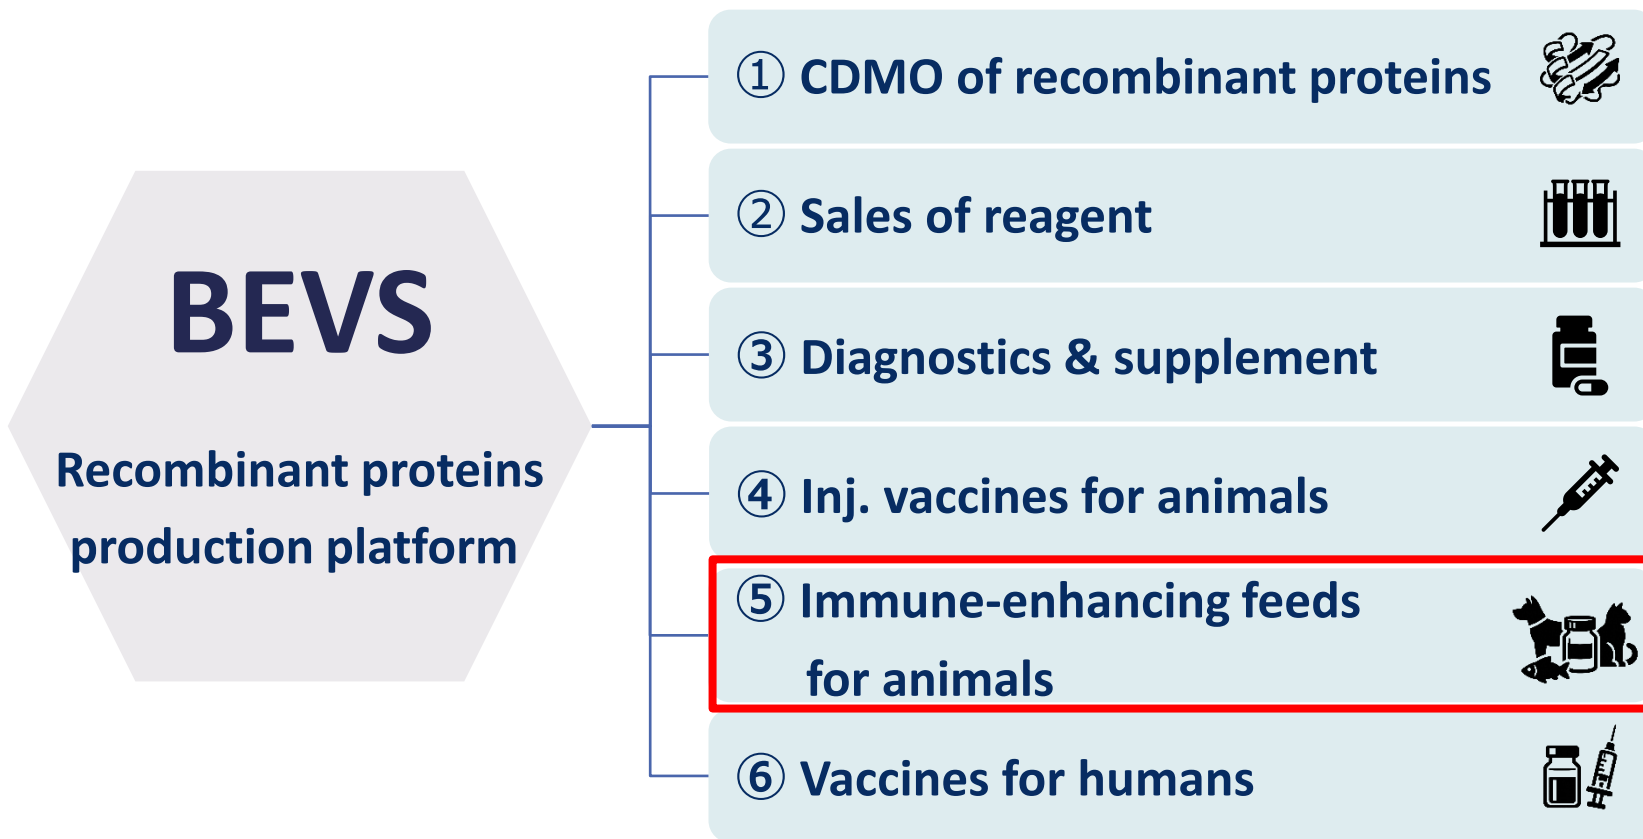 BEVS
Recombinant proteins
production platform
① CDMO of recombinant proteins
② Sales of reagent
③ Diagnostics & supplement
④ Inj. vaccines for animals
⑤ Immune-enhancing feeds
for animals
⑥ Vaccines for humans